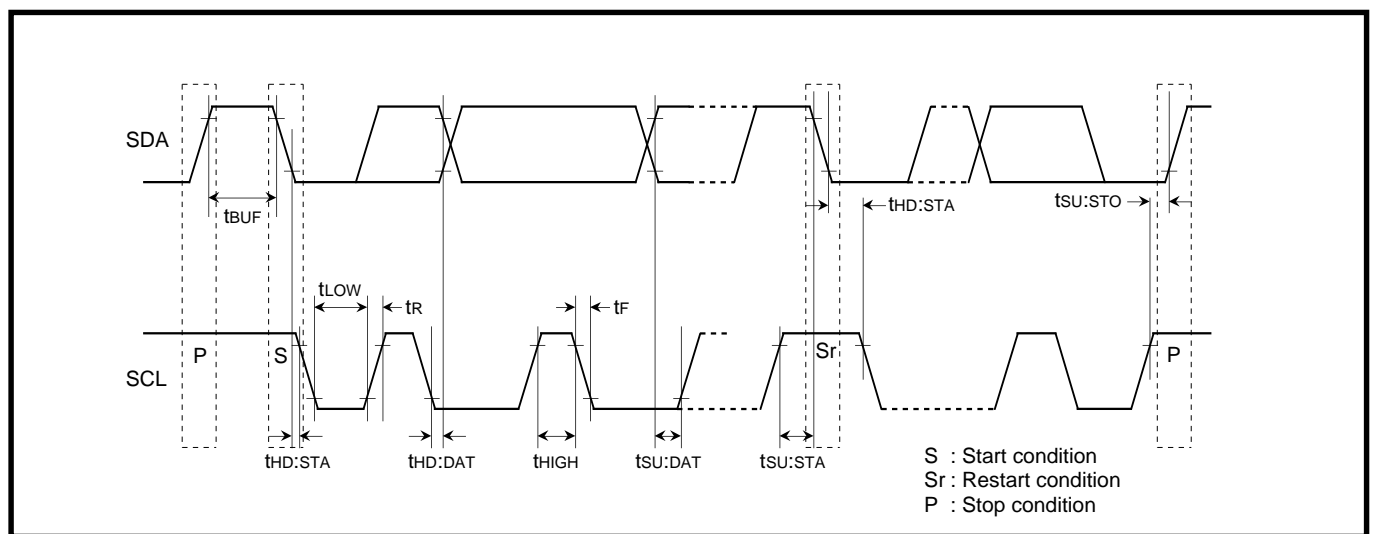 SDA
tBUF
tHD:STA
tSU:STO
tLOW
tR
tF
P
S
Sr
P
SCL
tHD:STA
tHD:DAT
tHIGH
tSU:DAT
tSU:STA
S : Start condition
Sr : Restart condition
P : Stop condition